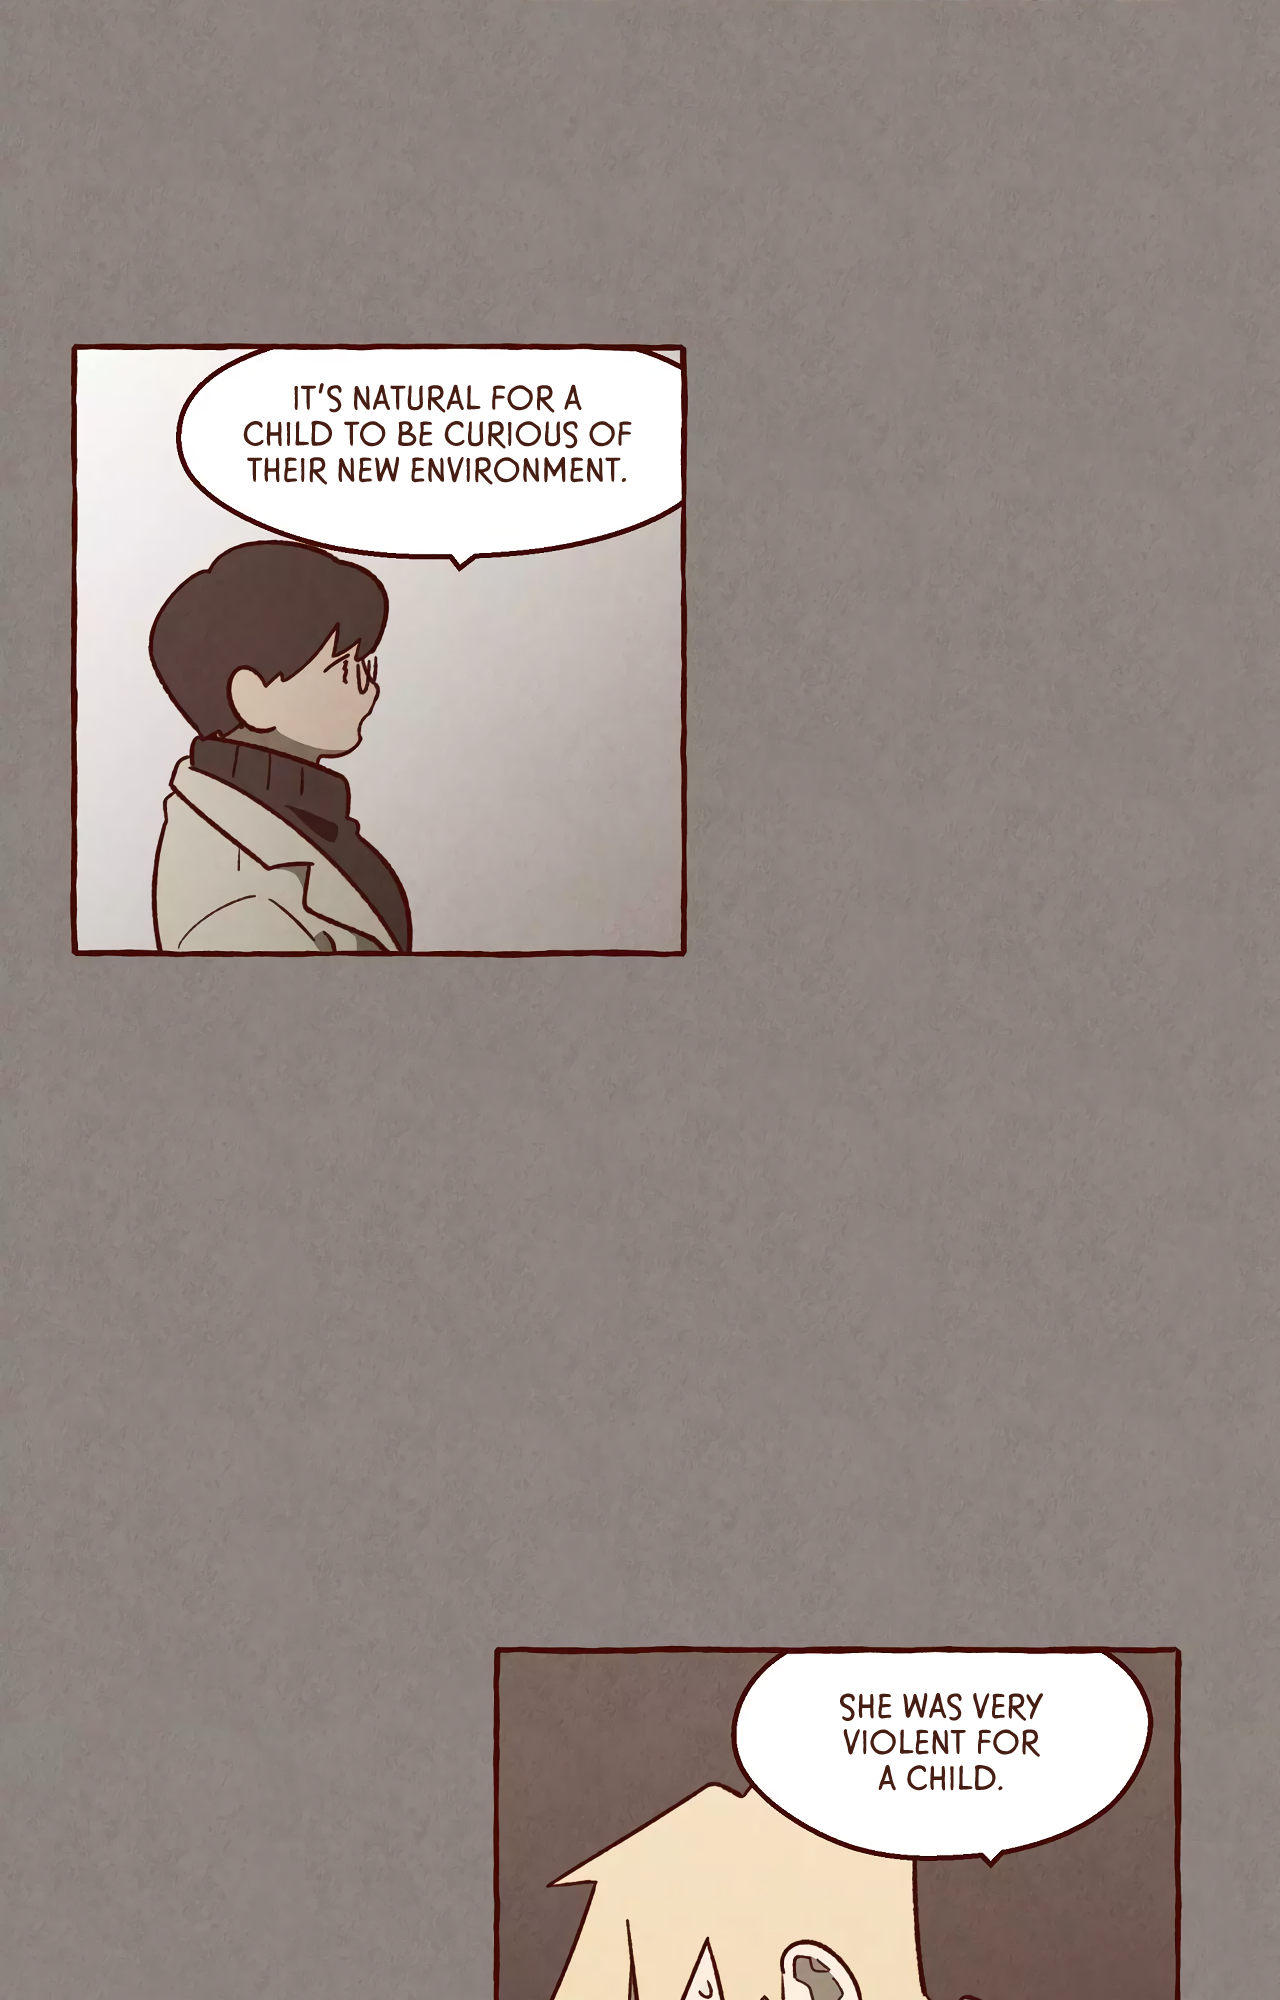 IT'S NATURAL FOR A
CHILD TO BE CURIOUS OF
THEIR NEW ENVIRONMENT.
SHE WAS VERY
VIOLENT FOR
A CHILD.